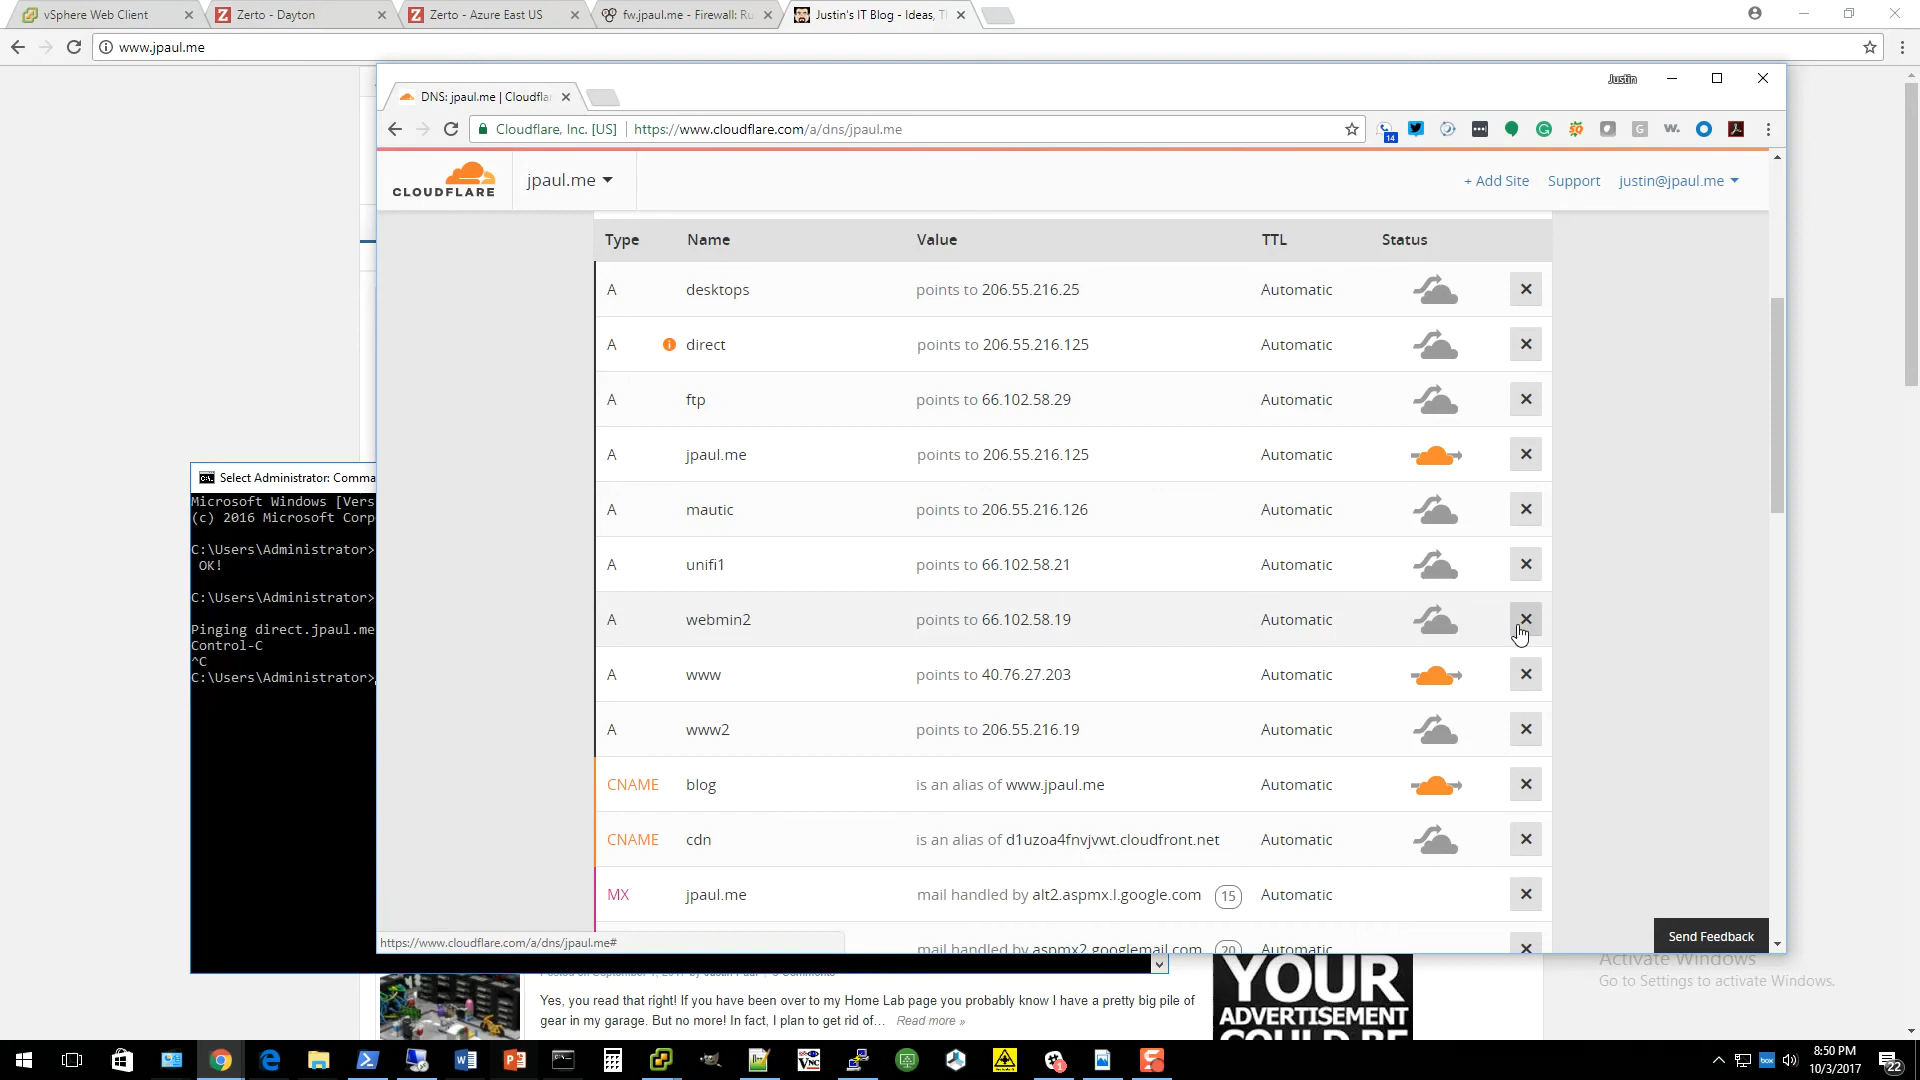 vSphere Web Client
Zerto - Dayton
Zerto - Azure East US
fw.jpaul.me - Firewall: Ru
Justin's IT Blog - Ideas, T
www.jpaul.me
Justin
DNS: jpaul.me | Cloudfla
Cloudflare, Inc. [US]
https://www.cloudflare.com/a/dns/jpaul.me
14
CLOUDFLARE
jpaul.me
+ Add Site
Support
justin@jpaul.me
Type Name Value TTL Status
A desktops points to 206.55.216.25 Automatic
A direct points to 206.55.216.125 Automatic
A ftp points to 66.102.58.29 Automatic
A jpaul.me points to 206.55.216.125 Automatic
A mautic points to 206.55.216.126 Automatic
A unifi1 points to 66.102.58.21 Automatic
A webmin2 points to 66.102.58.19 Automatic
A www points to 40.76.27.203 Automatic
A www2 points to 206.55.216.19 Automatic
CNAME blog is an alias of www.jpaul.me Automatic
CNAME cdn is an alias of d1uzoa4fnvjvwt.cloudfront.net Automatic
MX jpaul.me mail handled by alt2.aspmx.l.google.com 15 Automatic
mail handled by aspmx2.googlemail.com 20 Automatic
https://www.cloudflare.com/a/dns/jpaul.me#
Send Feedback
Select Administrator: Comma
Microsoft Windows [Vers
(c) 2016 Microsoft Corp
C:\Users\Administrator>
OK!
C:\Users\Administrator>
Pinging direct.jpaul.me
Control-C
^C
C:\Users\Administrator>
Yes, you read that right! If you have been over to my Home Lab page you probably know I have a pretty big pile of
gear in my garage. But no more! In fact, I plan to get rid of... Read more »
YOUR
ADVERTISEMENT
COULD BE
Activate Windows
Go to Settings to activate Windows.
8:50 PM
10/3/2017
22